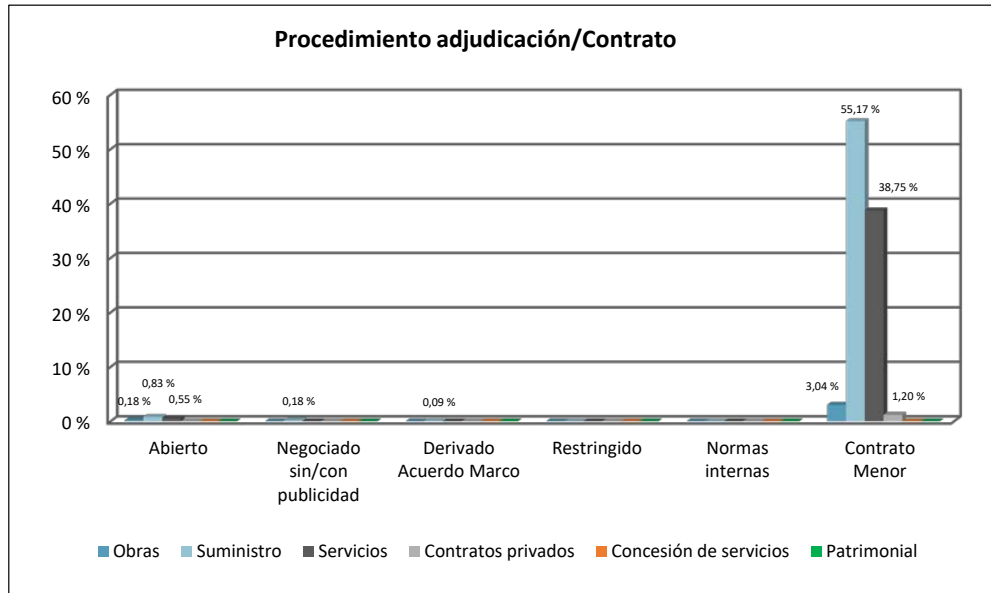 Procedimiento adjudicación/Contrato
60 %
50 %
40 %
30 %
20 %
10 %
0 %
0,18 %
0,83 %
0,55 %
0,18 %
0,09 %
3,04 %
55,17 %
38,75 %
1,20 %
Abierto
Negociado
sin/con
publicidad
Derivado
Acuerdo Marco
Restringido
Normas
internas
Contrato
Menor
Obras
Suministro
Servicios
Contratos privados
Concesión de servicios
Patrimonial